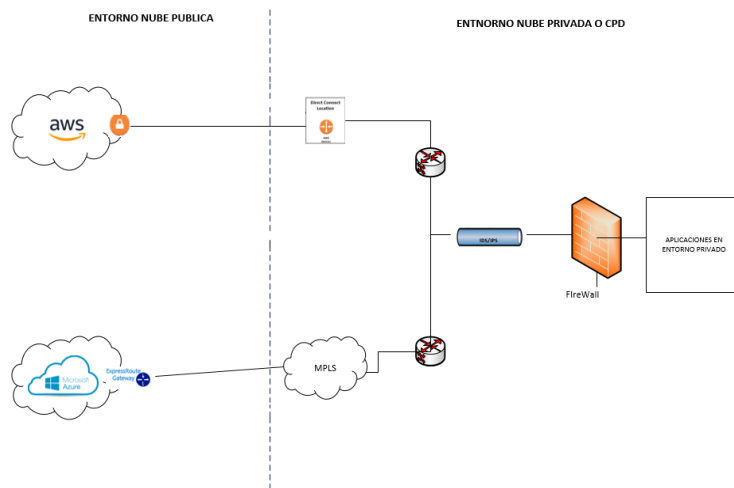 ENTORNO NUBE PUBLICA
ENTNORNO NUBE PRIVADA O CPD
aws
Direct Connect
Location
IDS/IPS
FIreWall
APLICACIONES EN
ENTORNO PRIVADO
Microsoft
Azure
ExpressRoute
Gateway
MPLS